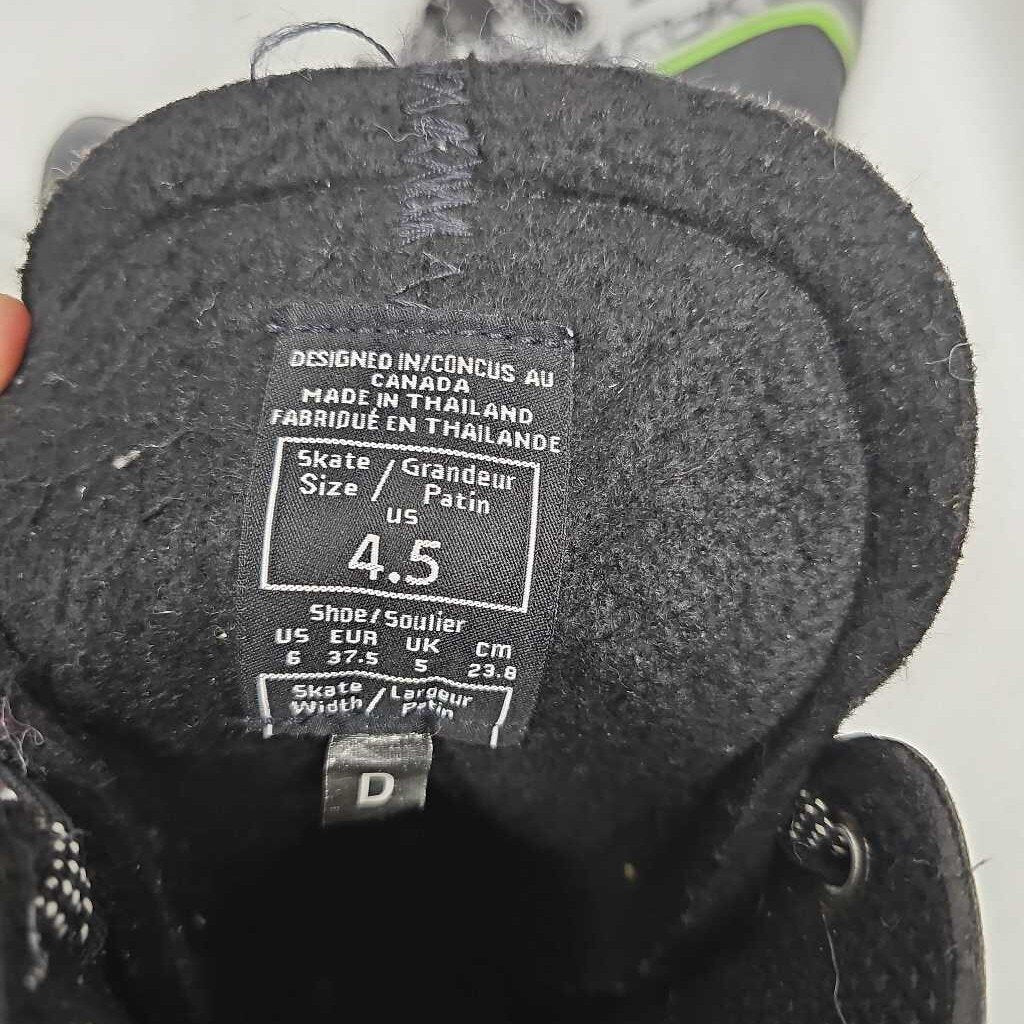 DESIGNED IN/CONCUS AU
CANADA
MADE IN THAILAND
FABRIQUÉ EN THAILANDE
Skate Size / Grandeur Patin
US
4.5
Shoe/Soulier
US EUR UK cm
6 37.5 5 23.8
Skate Width / Largeur Patin
D